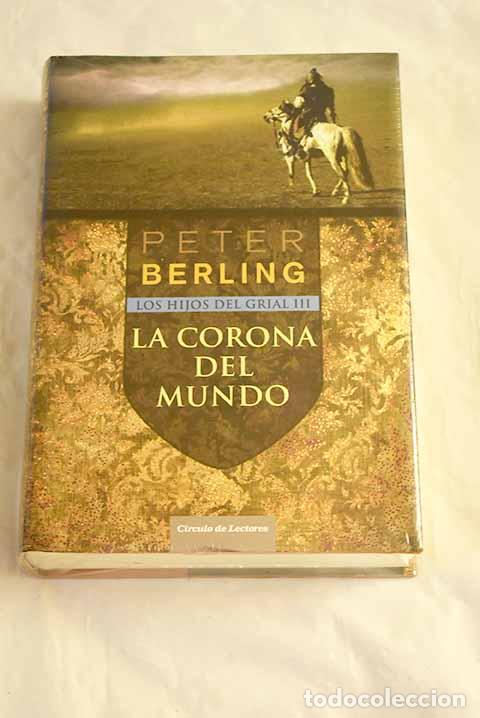 PETER
BERLING
LOS HIJOS DEL GRIAL III
LA CORONA
DEL
MUNDO
Círculo de Lectores
todocoleccion